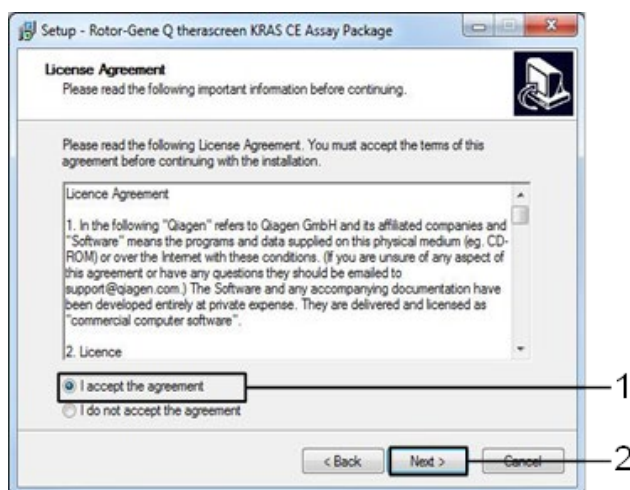 Setup - Rotor-Gene Q therascreen KRAS CE Assay Package
License Agreement
Please read the following important information before continuing.
Please read the following License Agreement. You must accept the terms of this
agreement before continuing with the installation.
Licence Agreement
1. In the following "Qiagen" refers to Qiagen GmbH and its affiliated companies and
"Software" means the programs and data supplied on this physical medium (eg. CD-
ROM) or over the Internet with these conditions. (If you are unsure of any aspect of
this agreement or have any questions they should be emailed to
support@qiagen.com.) The Software and any accompanying documentation have
been developed entirely at private expense. They are delivered and licensed as
"commercial computer software".
2. Licence
I accept the agreement
1
I do not accept the agreement
< Back
Next >
Cancel
2